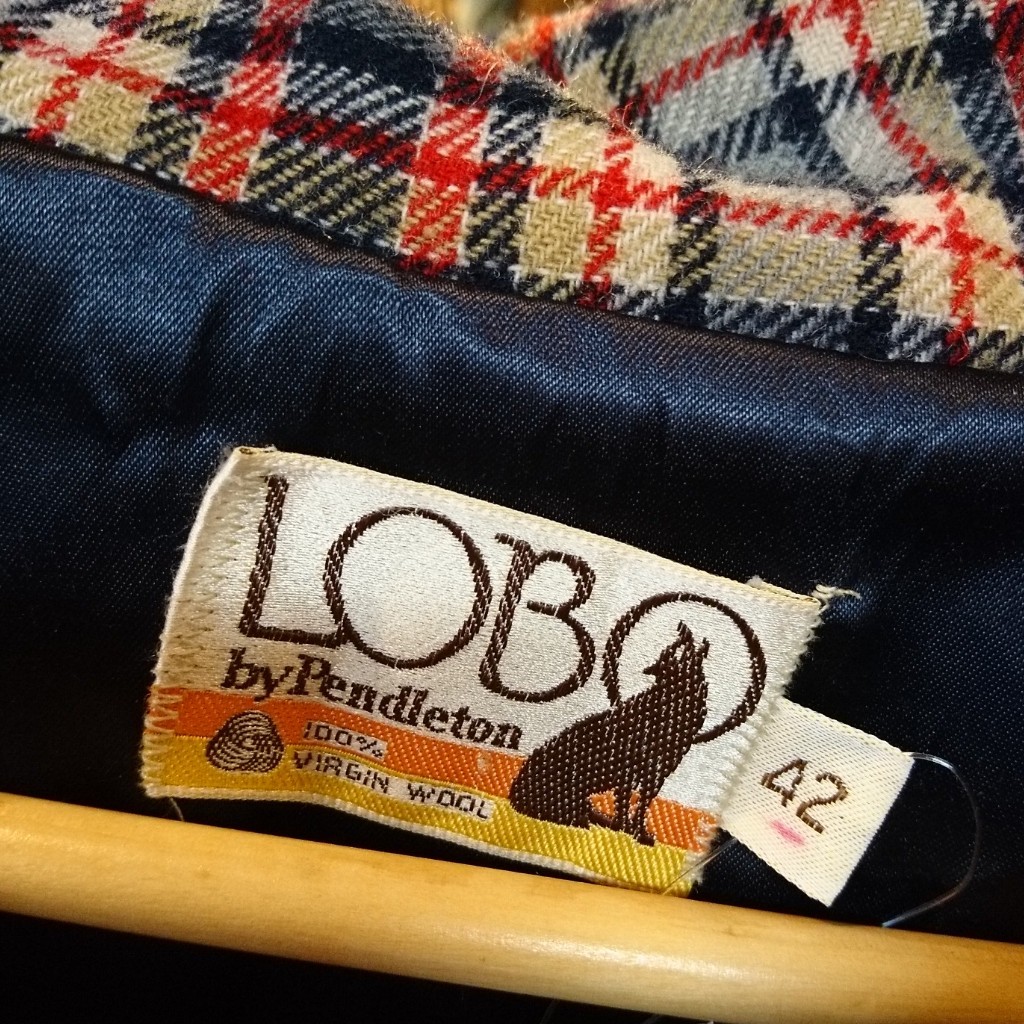 LOBO
by Pendleton
100%
VIRGIN WOOL
42